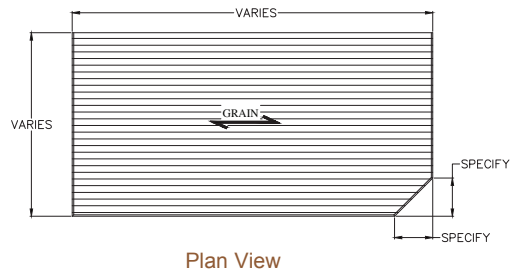 VARIES
GRAIN
VARIES
SPECIFY
SPECIFY
Plan View